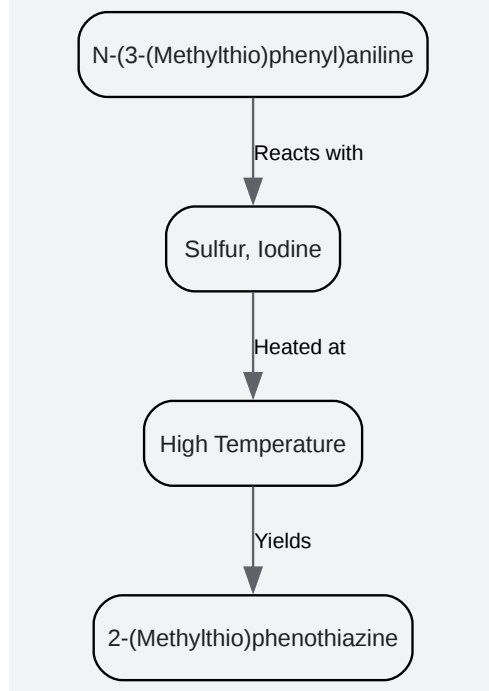 N-(3-(Methylthio)phenyl)aniline
Reacts with
Sulfur, Iodine
Heated at
High Temperature
Yields
2-(Methylthio)phenothiazine